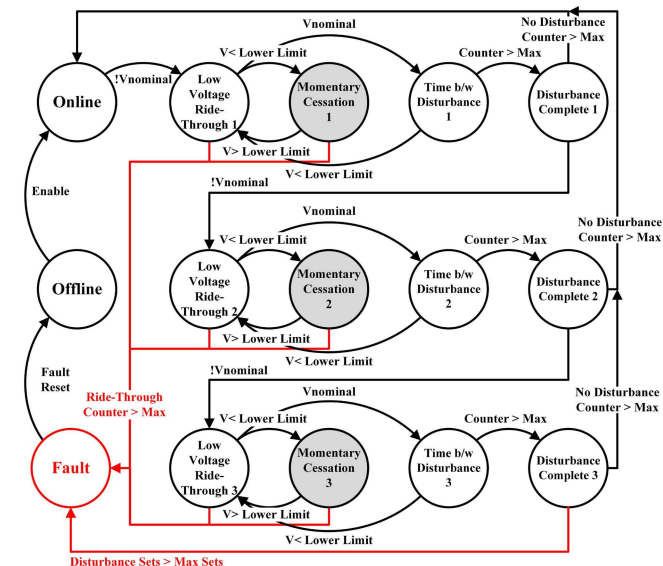 No Disturbance
Counter > Max
Vnominal
V< Lower Limit
Counter > Max
!Vnominal
Online
Low
Voltage
Ride-
Through 1
Momentary
Cessation
1
Time b/w
Disturbance
1
Disturbance
Complete 1
V> Lower Limit
V< Lower Limit
Enable
!Vnominal
Vnominal
No Disturbance
Counter > Max
V< Lower Limit
Counter > Max
Offline
Low
Voltage
Ride-
Through 2
Momentary
Cessation
2
Time b/w
Disturbance
2
Disturbance
Complete 2
V> Lower Limit
V< Lower Limit
Fault
Reset
!Vnominal
Ride-Through
Counter > Max
Vnominal
No Disturbance
Counter > Max
V< Lower Limit
Counter > Max
Fault
Low
Voltage
Ride-
Through 3
Momentary
Cessation
3
Time b/w
Disturbance
3
Disturbance
Complete 3
V> Lower Limit
V< Lower Limit
Disturbance Sets > Max Sets